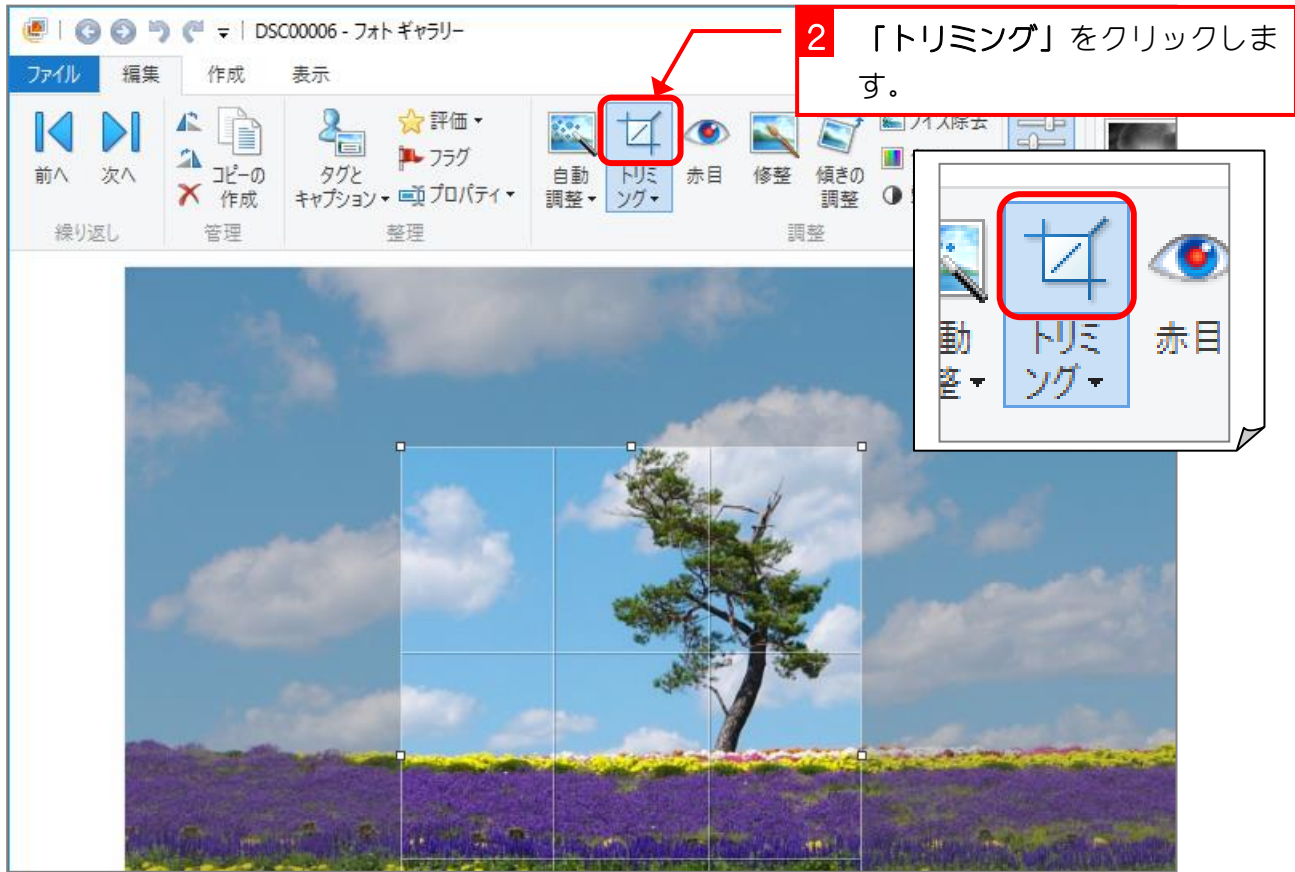 DSC00006 - フォト ギャラリー
2 「トリミング」をクリックしま
す。
ファイル 編集 作成 表示
前へ
次へ
繰り返し
コピーの
作成
管理
タグと
キャプション
評価
フラグ
プロパティ
整理
自動
調整
トリミ
ング
赤目
修整
傾きの
調整
ノイズ除去
調整
動
整
トリミ
ング
赤目